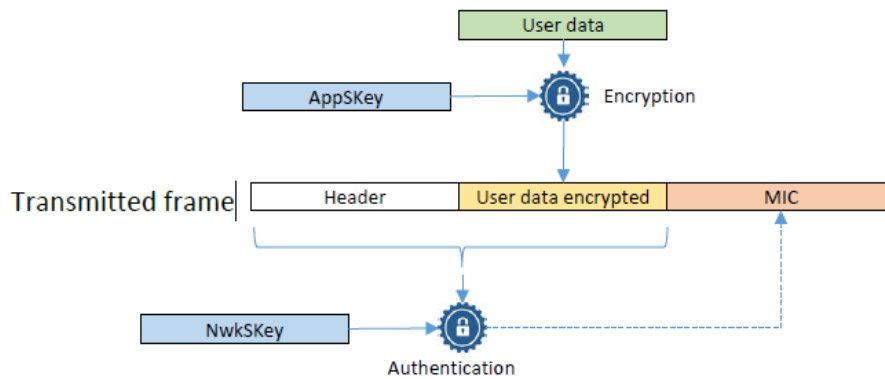 User data
AppSKey
Encryption
Transmitted frame
Header
User data encrypted
MIC
NwkSKey
Authentication